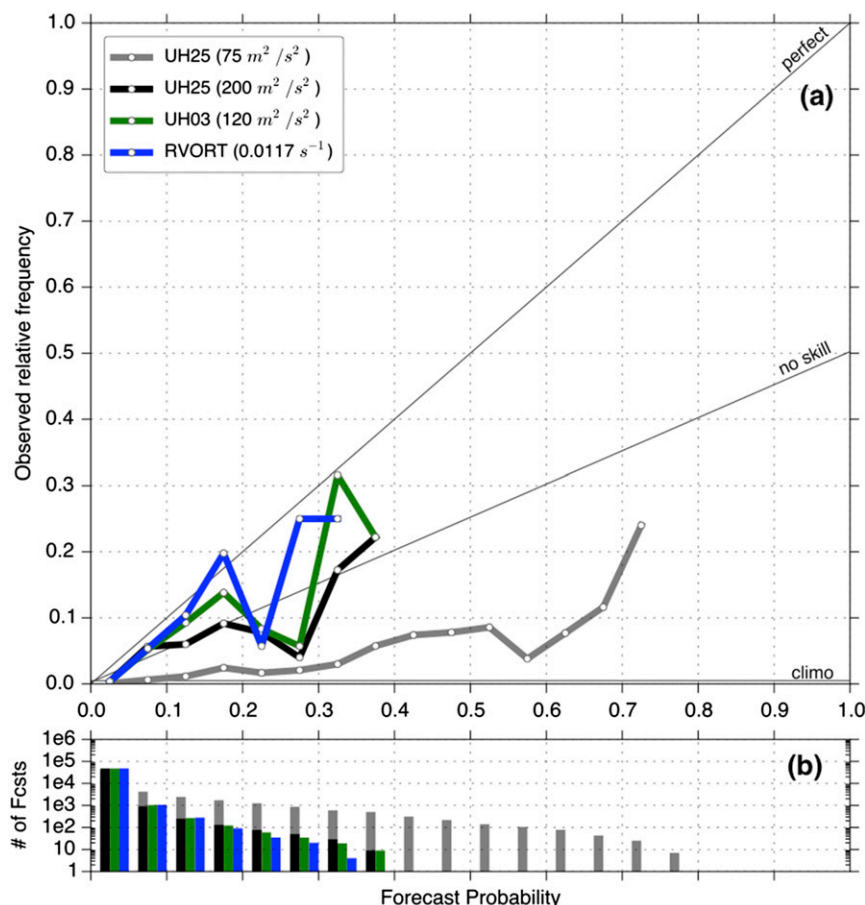 1.0
0.9
0.8
0.7
0.6
0.5
0.4
0.3
0.2
0.1
0.0
Observed relative frequency
UH25 (75 m² /s² )
UH25 (200 m² /s² )
UH03 (120 m² /s² )
RVORT (0.0117 s⁻¹ )
perfect
(a)
no skill
climo
0.0 0.1 0.2 0.3 0.4 0.5 0.6 0.7 0.8 0.9 1.0
1e6
1e5
1e4
1e3
1e2
10
1
# of Fcsts
(b)
Forecast Probability